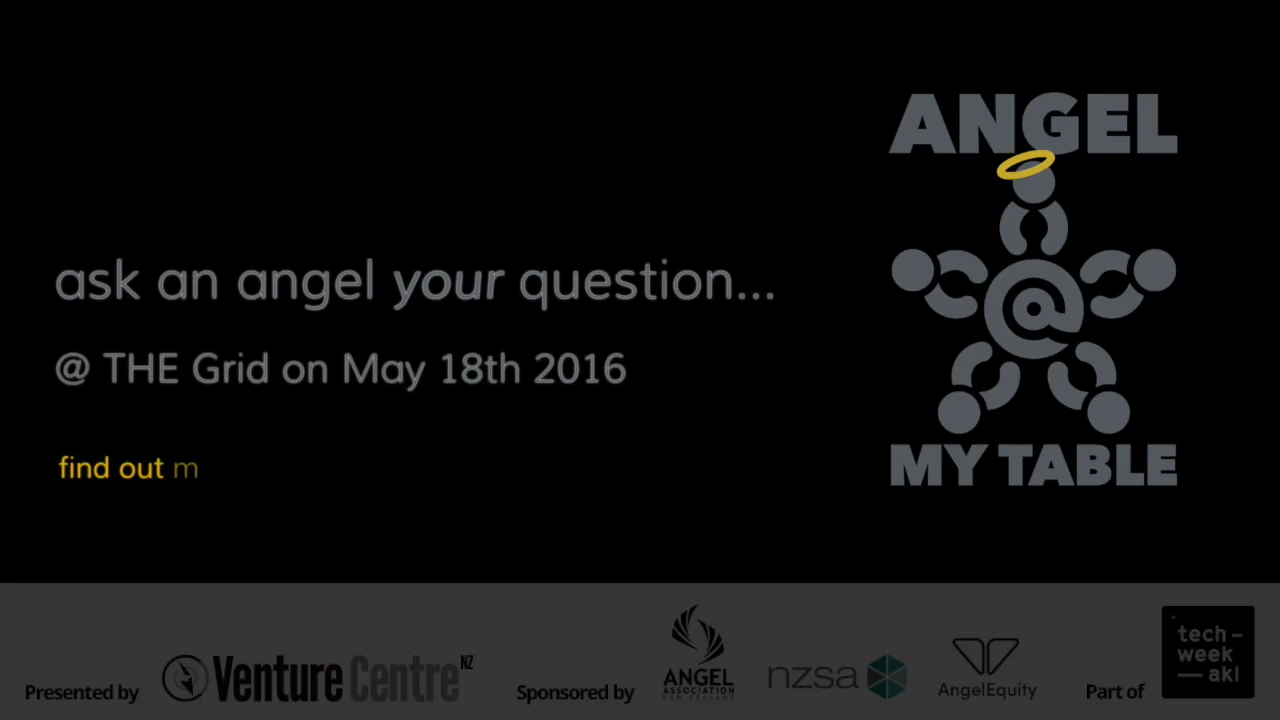 ANGEL
@
MY TABLE
ask an angel your question...
@ THE Grid on May 18th 2016
find out m
Presented by
Venture Centre NZ
Sponsored by
ANGEL
ASSOCIATION
NEW ZEALAND
nzsa
AngelEquity
Part of
tech –
week
— akl